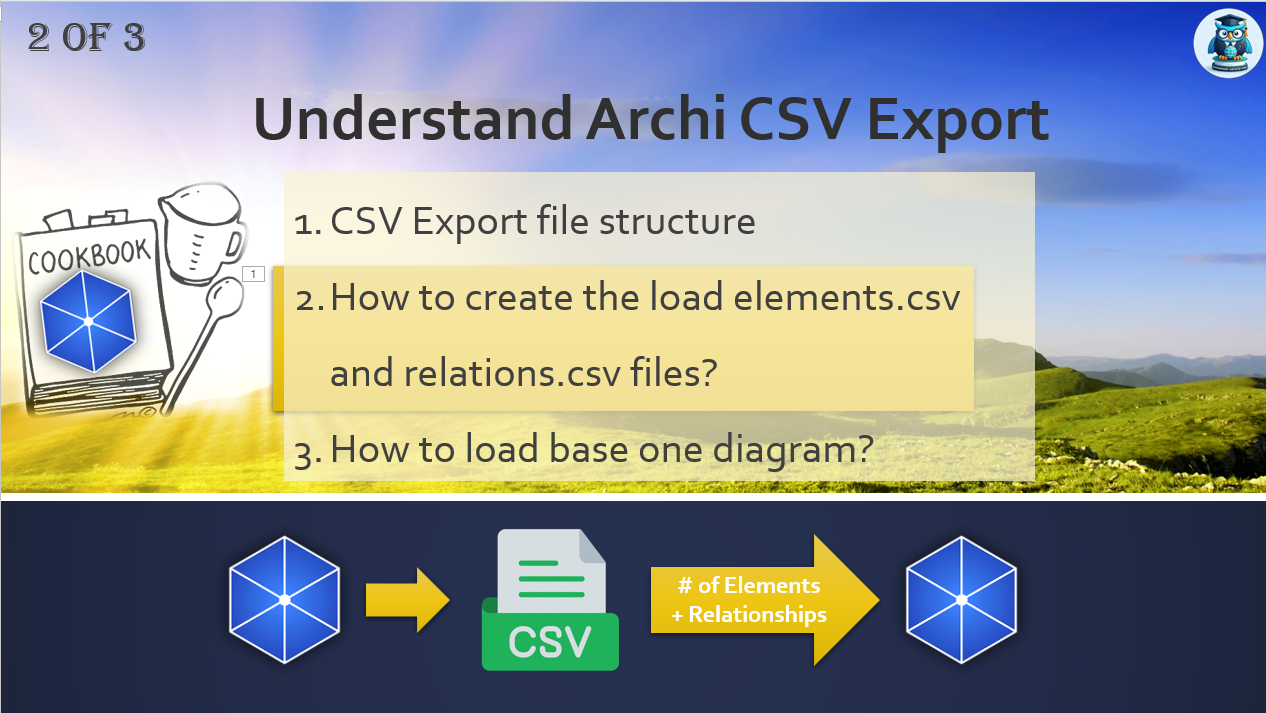 2 OF 3
Understand Archi CSV Export
1. CSV Export file structure
COOKBOOK
1
2. How to create the load elements.csv
and relations.csv files?
3. How to load base one diagram?
# of Elements
+ Relationships
CSV